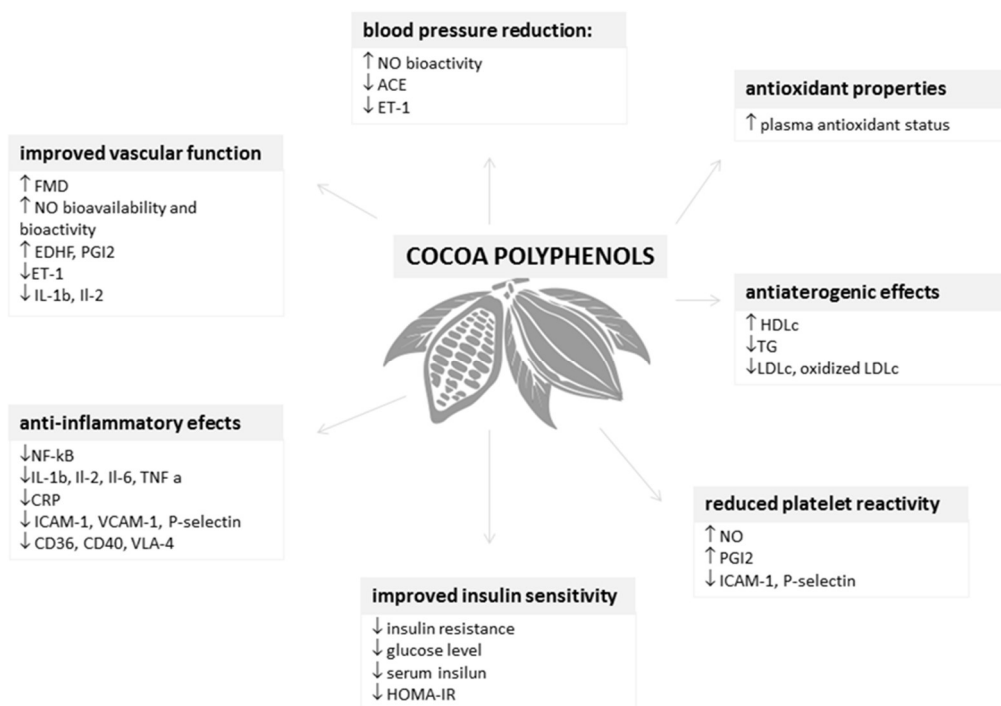 blood pressure reduction:
↑ NO bioactivity
↓ ACE
↓ ET-1
antioxidant properties
↑ plasma antioxidant status
improved vascular function
↑ FMD
↑ NO bioavailability and
bioactivity
↑ EDHF, PGI2
↓ET-1
↓ IL-1b, Il-2
COCOA POLYPHENOLS
antiaterogenic effects
↑ HDLc
↓TG
↓LDLc, oxidized LDLc
anti-inflammatory efects
↓NF-kB
↓IL-1b, Il-2, Il-6, TNF a
↓CRP
↓ ICAM-1, VCAM-1, P-selectin
↓ CD36, CD40, VLA-4
reduced platelet reactivity
↑ NO
↑ PGI2
↓ ICAM-1, P-selectin
improved insulin sensitivity
↓ insulin resistance
↓ glucose level
↓ serum insilun
↓ HOMA-IR